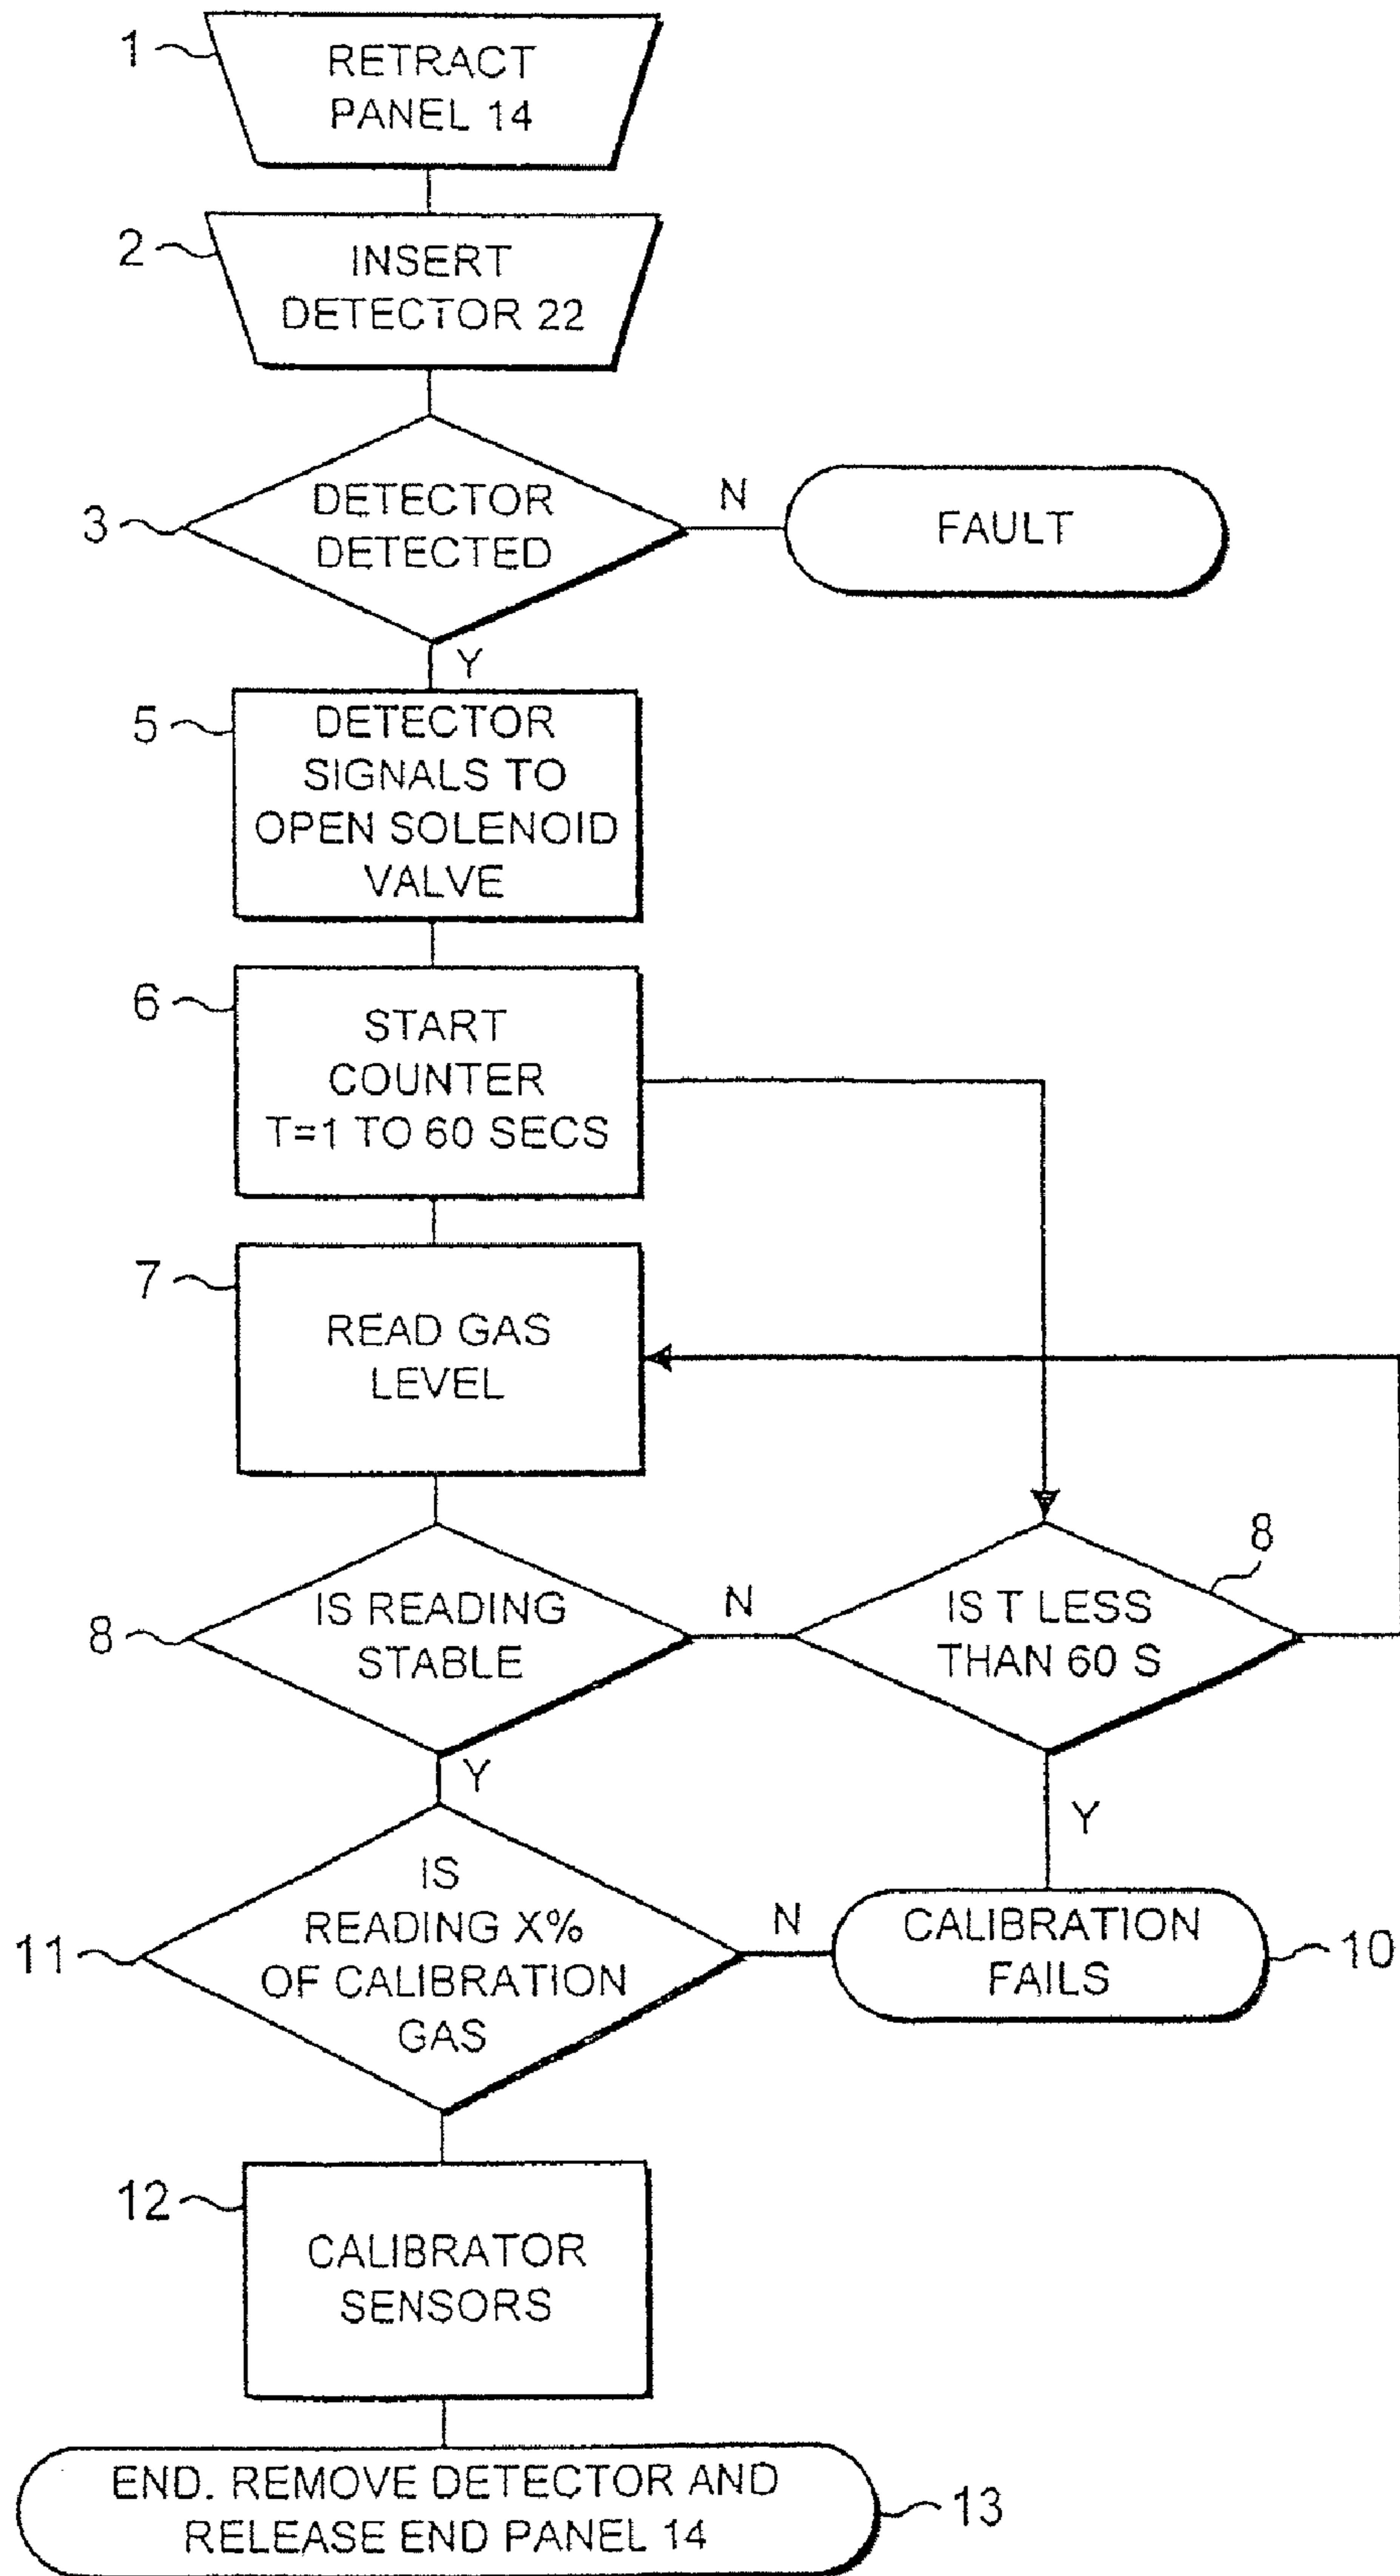 1
RETRACT
PANEL 14
2
INSERT
DETECTOR 22
3
DETECTOR
DETECTED
N
FAULT
Y
5
DETECTOR
SIGNALS TO
OPEN SOLENOID
VALVE
6
START
COUNTER
T=1 TO 60 SECS
7
READ GAS
LEVEL
8
IS READING
STABLE
N
IS T LESS
THAN 60 S
8
Y
Y
11
IS
READING X%
OF CALIBRATION
GAS
N
CALIBRATION
FAILS
10
12
CALIBRATOR
SENSORS
END. REMOVE DETECTOR AND
RELEASE END PANEL 14
13